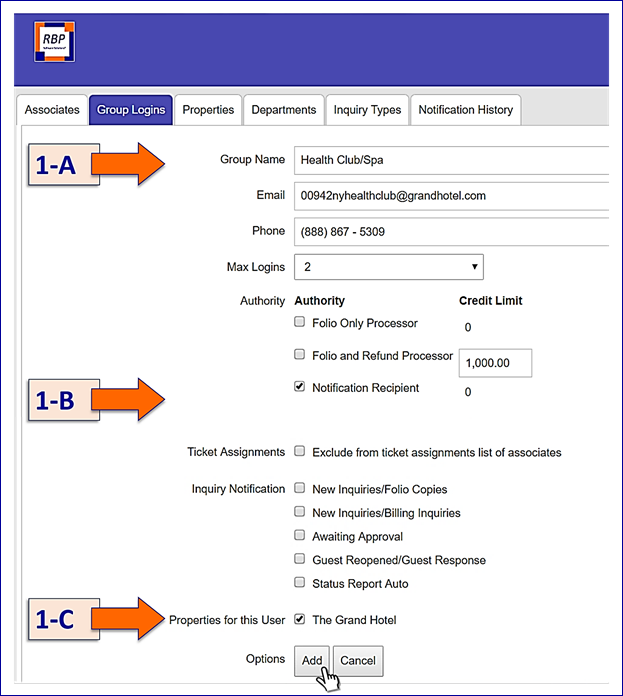 RBP
Associates Group Logins Properties Departments Inquiry Types Notification History
1-A
Group Name Health Club/Spa
Email 00942nyhealthclub@grandhotel.com
Phone (888) 867 - 5309
Max Logins 2
Authority Authority Credit Limit
Folio Only Processor 0
Folio and Refund Processor 1,000.00
1-B
Notification Recipient 0
Ticket Assignments Exclude from ticket assignments list of associates
Inquiry Notification New Inquiries/Folio Copies
New Inquiries/Billing Inquiries
Awaiting Approval
Guest Reopened/Guest Response
Status Report Auto
1-C
Properties for this User The Grand Hotel
Options Add Cancel